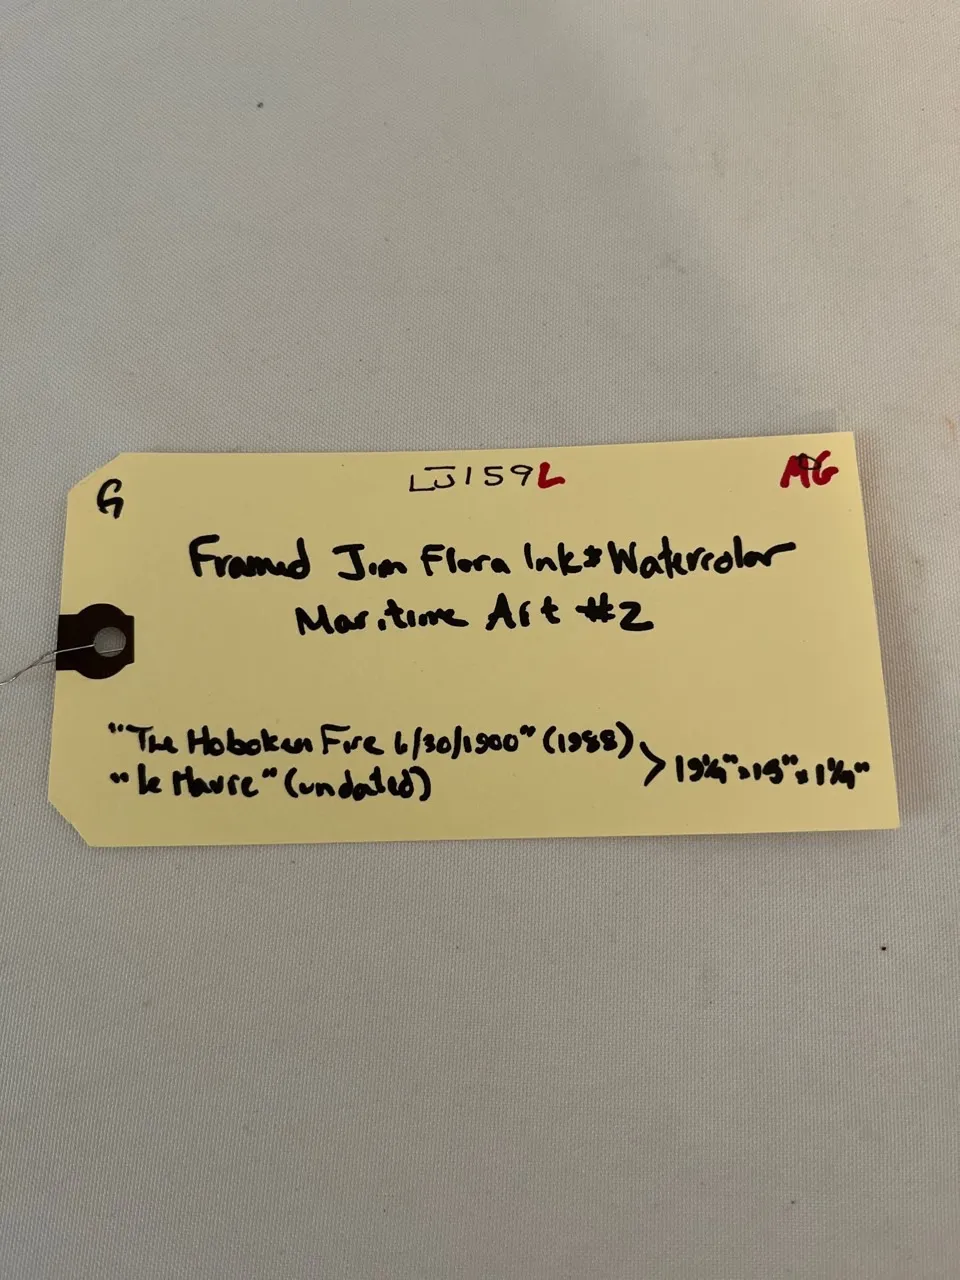 G
LJ159L
MG
Framed Jim Flora Ink & Watercolor
Maritime Art #2
"The Hoboken Fire 6/30/1900" (1988)
"Le Havre" (undated)
19¼" x 15" x 1¼"